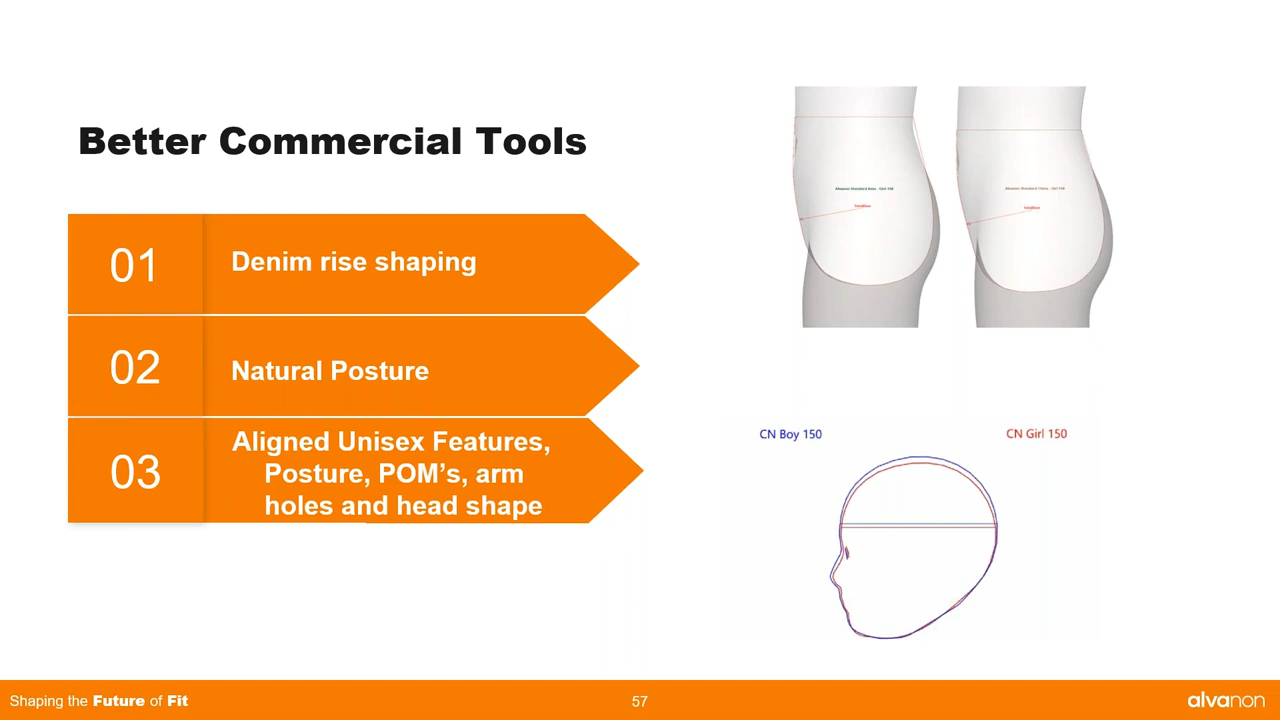 Better Commercial Tools
01
Denim rise shaping
02
Natural Posture
03
Aligned Unisex Features,
Posture, POM’s, arm
holes and head shape
CN Boy 150
CN Girl 150
Shaping the Future of Fit
57
alvanon